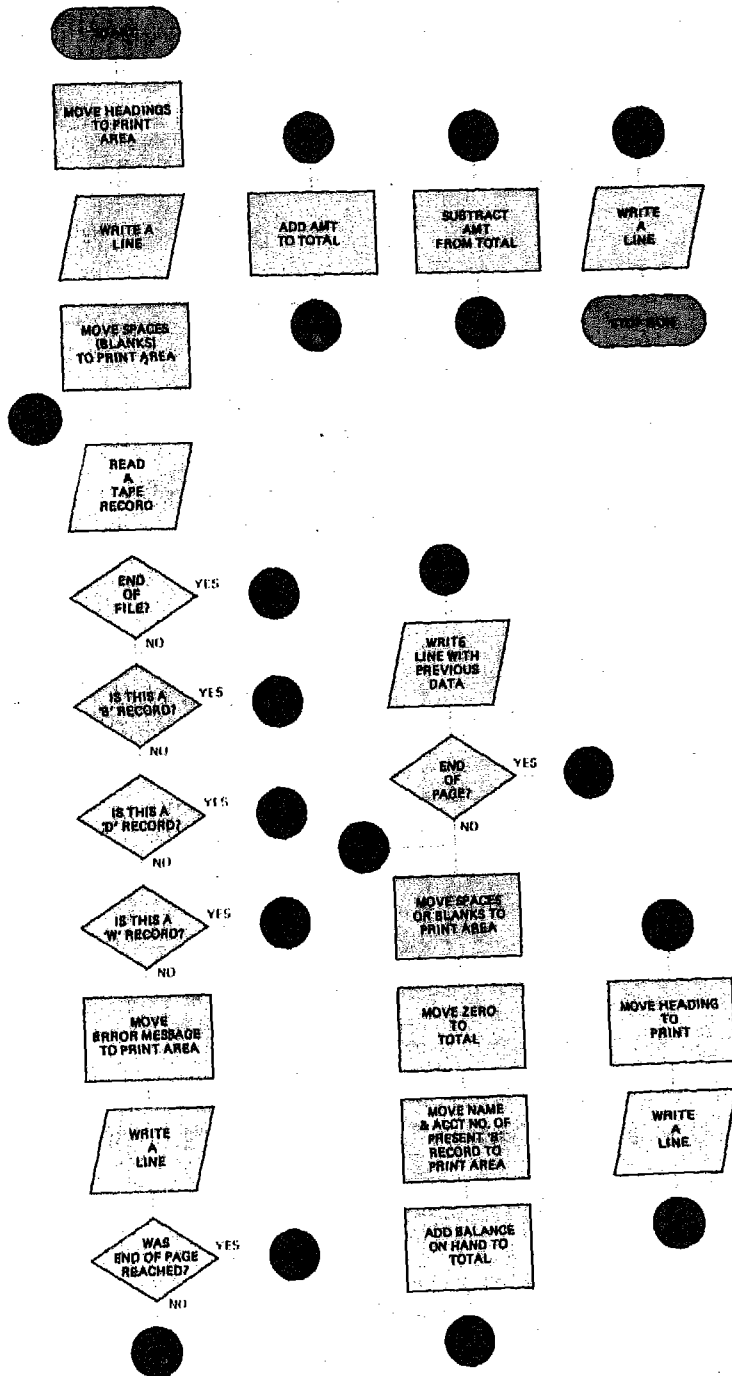 MOVE HEADINGS
TO PRINT
AREA
WRITE A
LINE
MOVE SPACES
(BLANKS)
TO PRINT AREA
READ
A
TAPE
RECORD
END
OF
FILE?
YES
NO
IS THIS A
'B' RECORD?
YES
NO
IS THIS A
'D' RECORD?
YES
NO
IS THIS A
'W' RECORD?
YES
NO
MOVE
ERROR MESSAGE
TO PRINT AREA
WRITE
A
LINE
WAS
END OF PAGE
REACHED?
YES
NO
ADD AMT
TO TOTAL
SUBTRACT
AMT
FROM TOTAL
WRITE
A
LINE
STOP RUN
WRITE
LINE WITH
PREVIOUS
DATA
END
OF
PAGE?
YES
NO
MOVE SPACES
OR BLANKS TO
PRINT AREA
MOVE ZERO
TO
TOTAL
MOVE NAME
& ACCT NO. OF
PRESENT 'B'
RECORD TO
PRINT AREA
ADD BALANCE
ON HAND TO
TOTAL
MOVE HEADING
TO
PRINT
WRITE
A
LINE